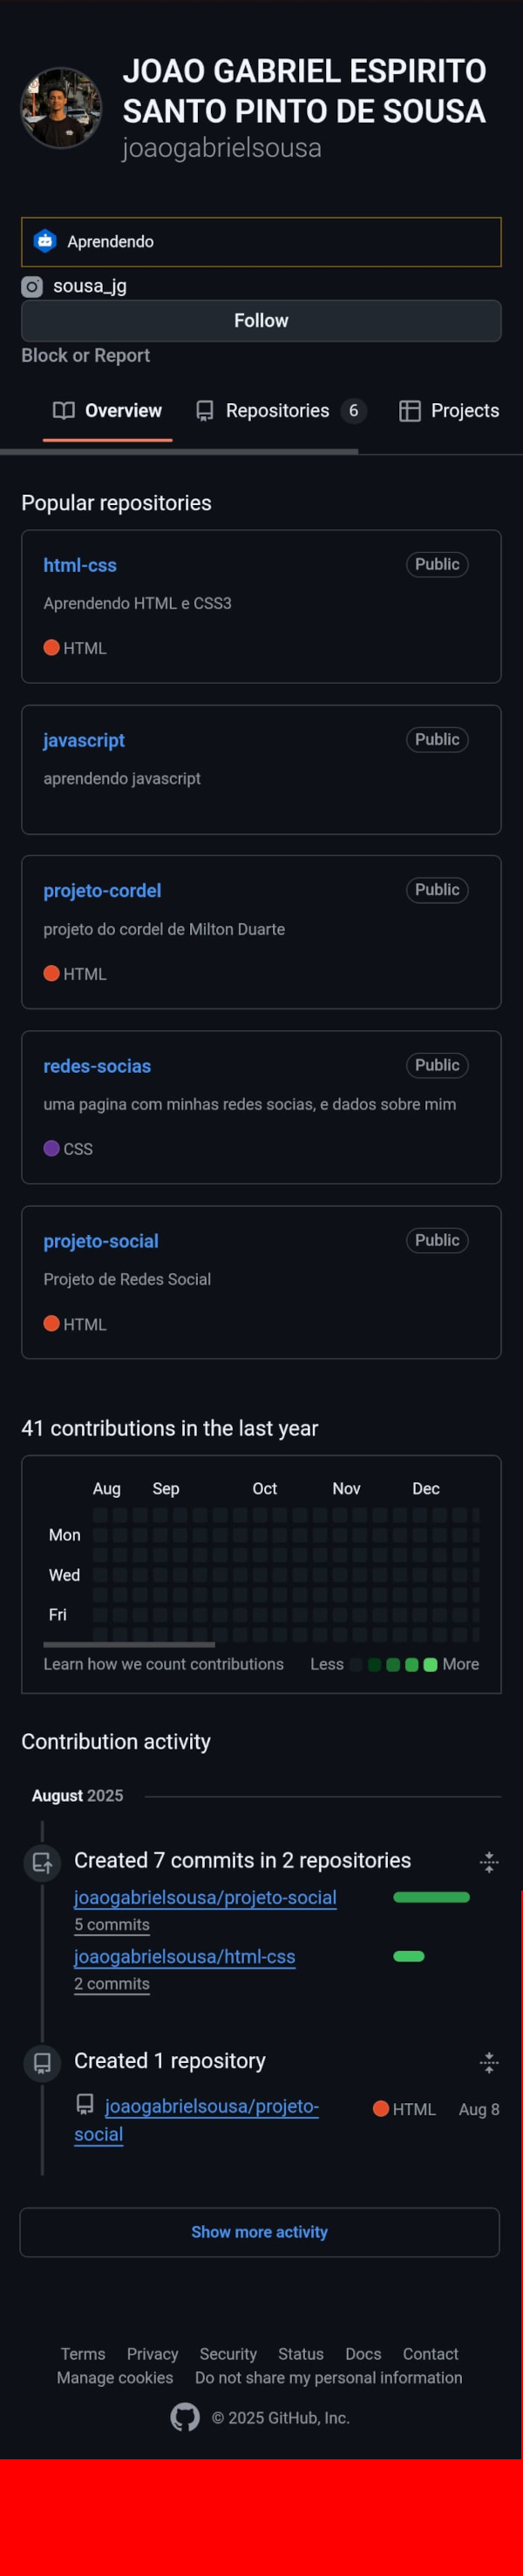 JOAO GABRIEL ESPIRITO
SANTO PINTO DE SOUSA
joaogabrielsousa
Aprendendo
sousa_jg
Follow
Block or Report
Overview Repositories 6 Projects
Popular repositories
html-css Public
Aprendendo HTML e CSS3
HTML
javascript Public
aprendendo javascript
projeto-cordel Public
projeto do cordel de Milton Duarte
HTML
redes-socias Public
uma pagina com minhas redes socias, e dados sobre mim
CSS
projeto-social Public
Projeto de Redes Social
HTML
41 contributions in the last year
Aug Sep Oct Nov Dec
Mon
Wed
Fri
Learn how we count contributions Less More
Contribution activity
August 2025
Created 7 commits in 2 repositories
joaogabrielsousa/projeto-social
5 commits
joaogabrielsousa/html-css
2 commits
Created 1 repository
joaogabrielsousa/projeto- HTML Aug 8
social
Show more activity
Terms Privacy Security Status Docs Contact
Manage cookies Do not share my personal information
© 2025 GitHub, Inc.